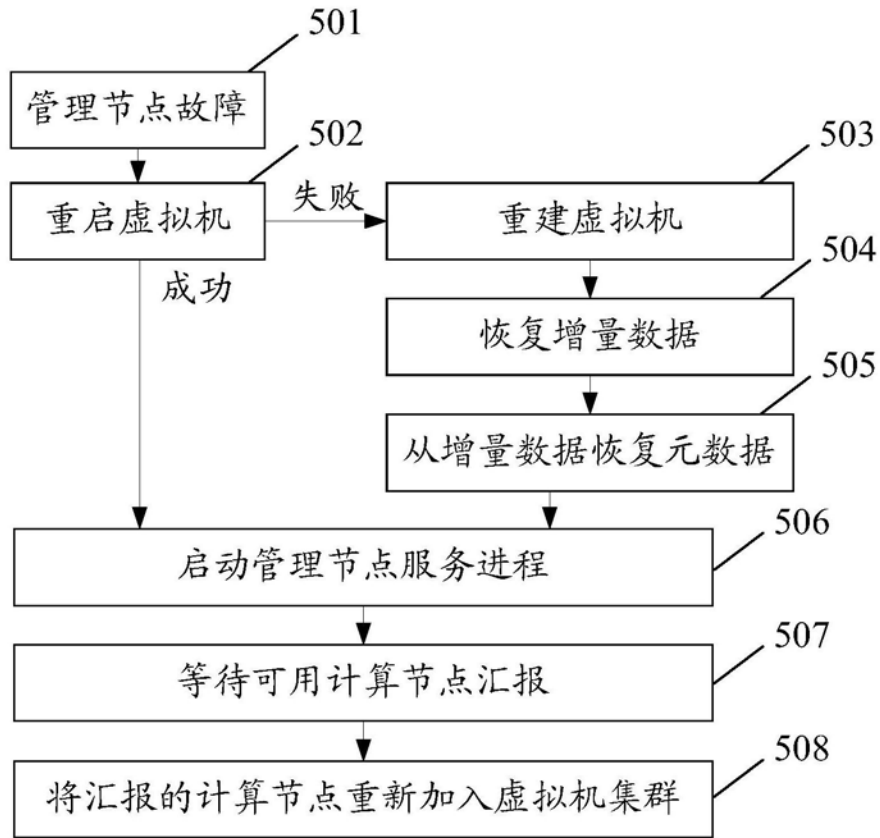 501
管理节点故障
502
重启虚拟机
失败
503
重建虚拟机
成功
504
恢复增量数据
505
从增量数据恢复元数据
506
启动管理节点服务进程
507
等待可用计算节点汇报
508
将汇报的计算节点重新加入虚拟机集群